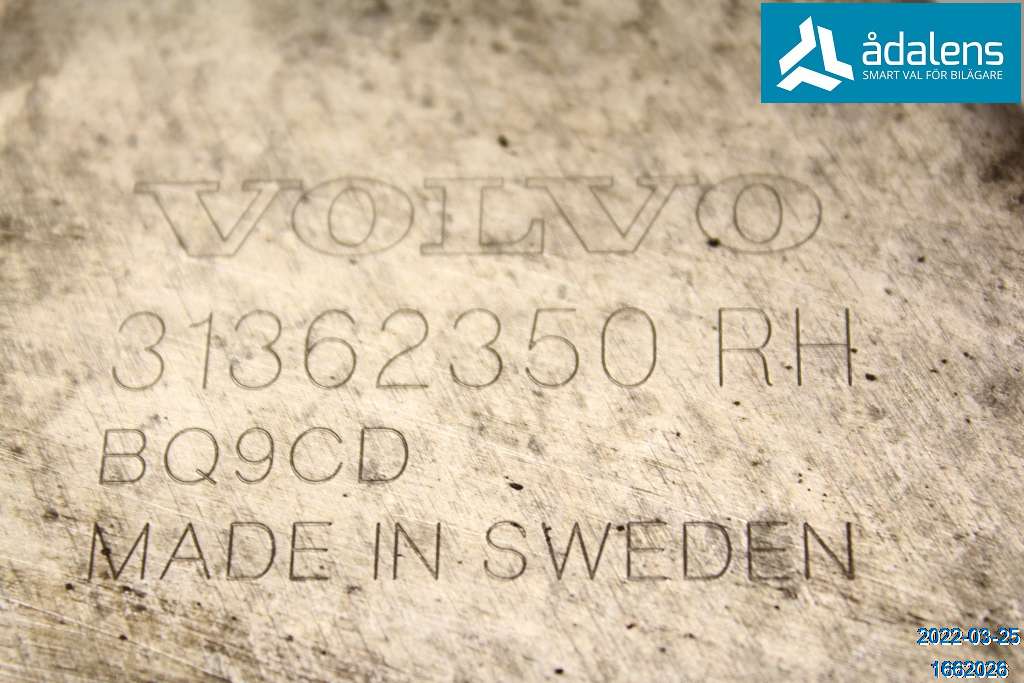 ådalens
SMART VAL FÖR BILÄGARE
VOLVO
31362350 RH
BQ9CD
MADE IN SWEDEN
2022-03-25
1662026